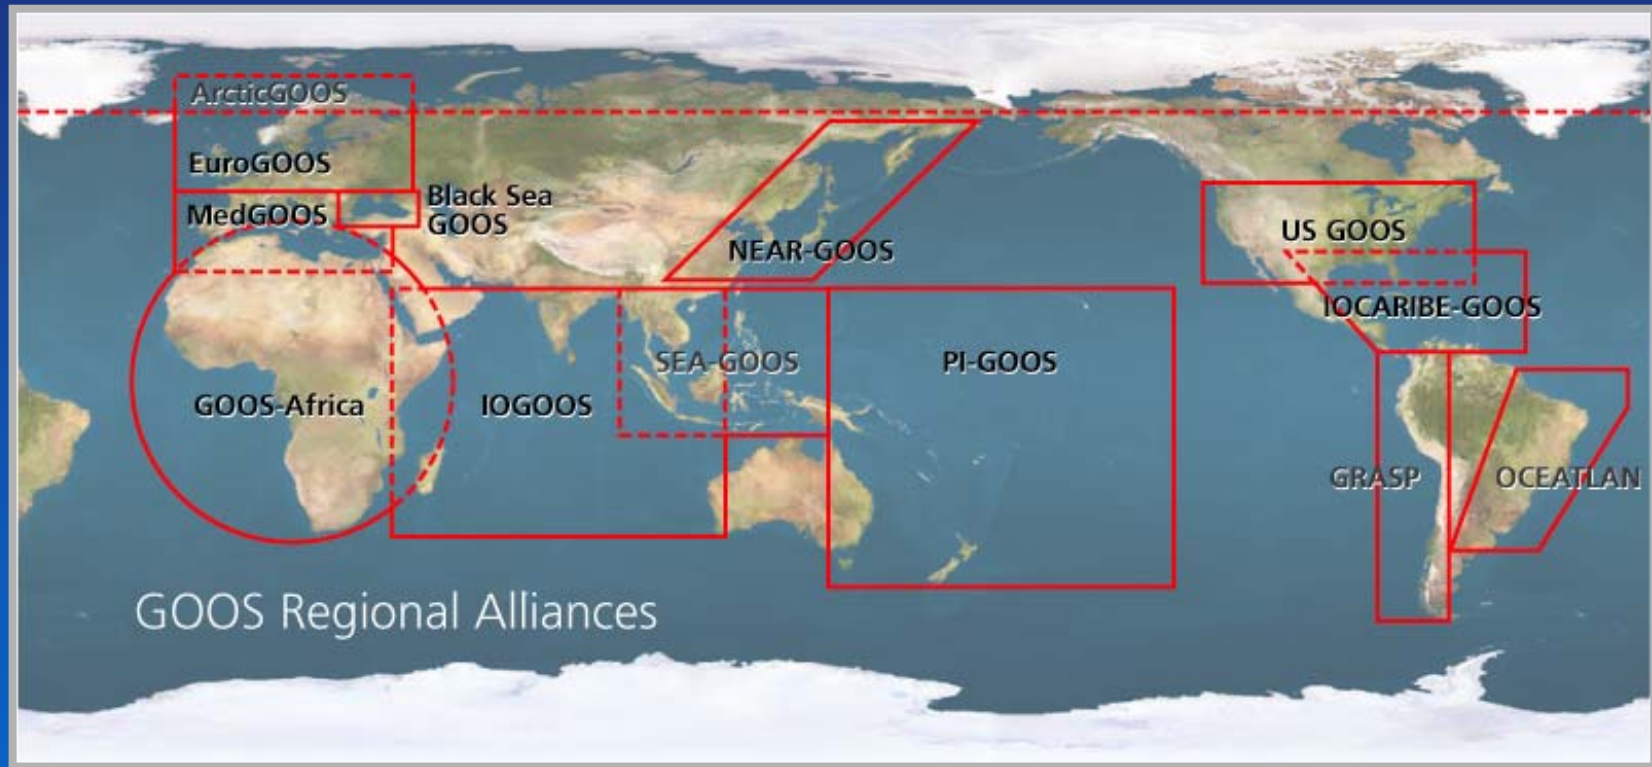 ArcticGOOS
EuroGOOS
MedGOOS
Black Sea
GOOS
NEAR-GOOS
US GOOS
IOCARIBE-GOOS
SEA-GOOS
PI-GOOS
GOOS-Africa
IOGOOS
GRASP
OCEATLAN
GOOS Regional Alliances